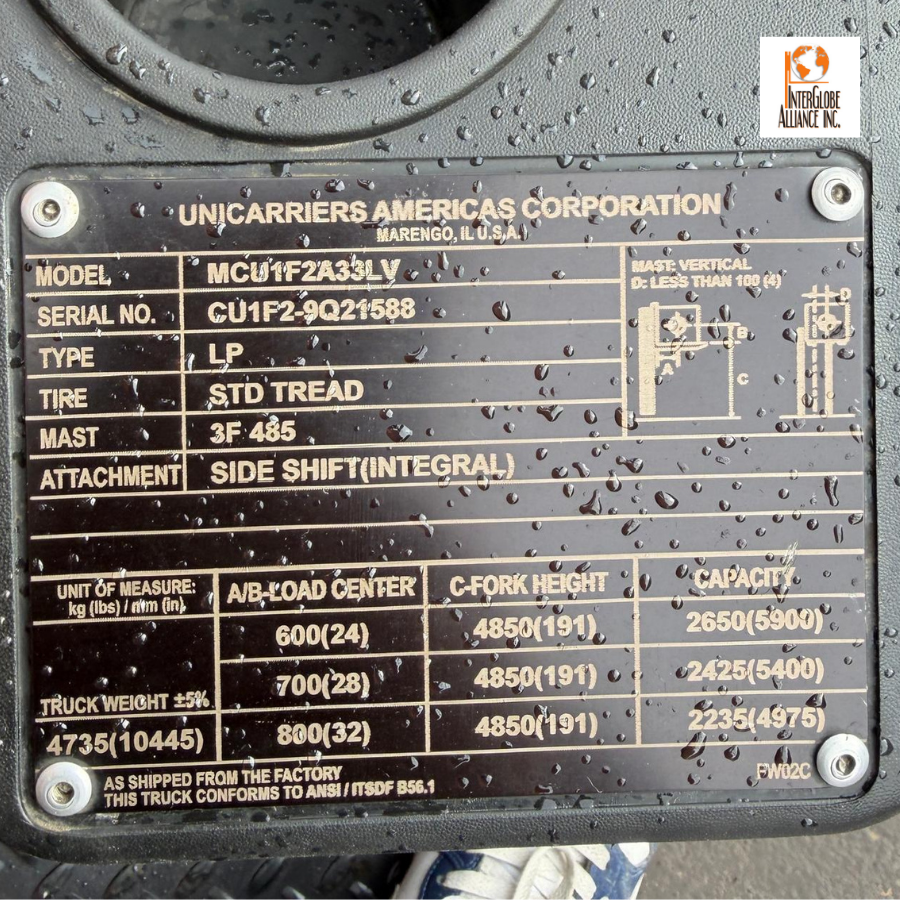 INTERGLOBE
ALLIANCE INC.
UNICARRIERS AMERICAS CORPORATION
MARENGO, IL U.S.A.
MODEL MCU1F2A33LV
SERIAL NO. CU1F2-9Q21588
TYPE LP
TIRE STD TREAD
MAST 3F 485
ATTACHMENT SIDE SHIFT(INTEGRAL)
MAST: VERTICAL
D: LESS THAN 100 (4)
D
B
A
C
UNIT OF MEASURE: A/B-LOAD CENTER C-FORK HEIGHT CAPACITY
kg (lbs) / mm (in)
600(24) 4850(191) 2650(5900)
700(28) 4850(191) 2425(5400)
TRUCK WEIGHT ±5%
4735(10445) 800(32) 4850(191) 2235(4975)
AS SHIPPED FROM THE FACTORY
THIS TRUCK CONFORMS TO ANSI / ITSDF B56.1
PW02C